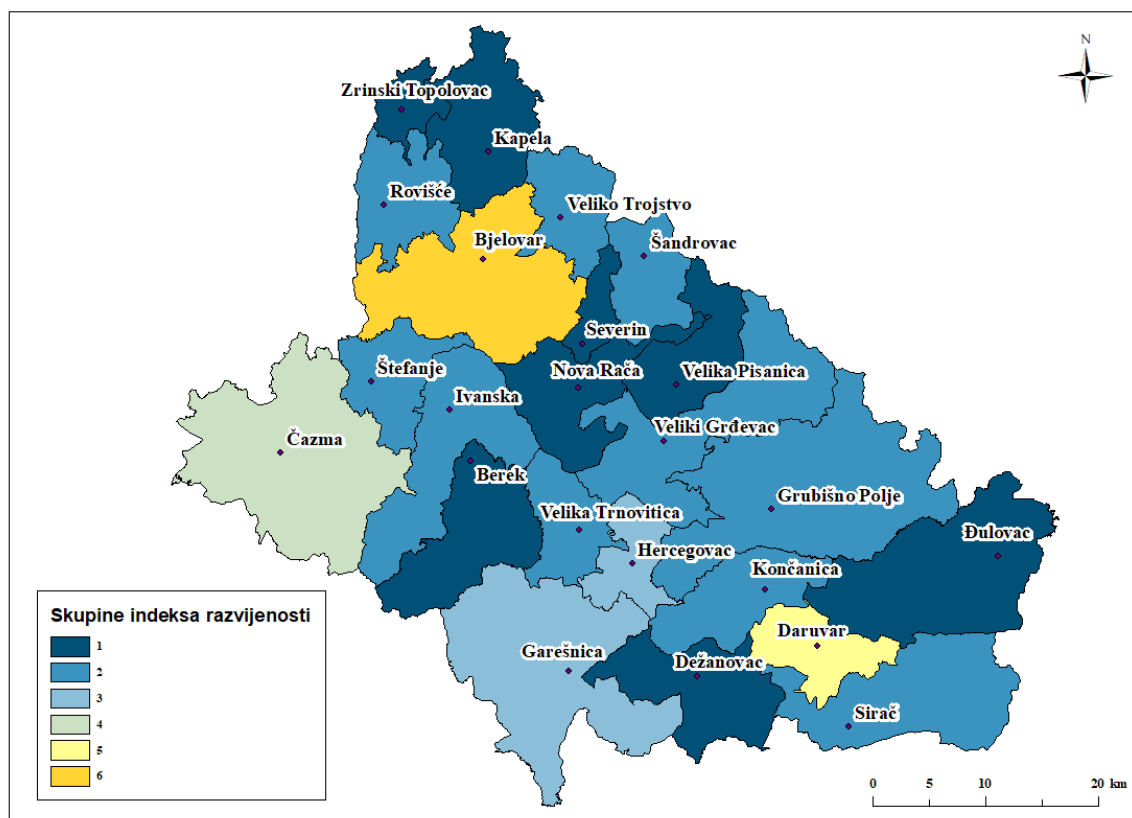 N
Zrinski Topolovac
Kapela
Rovišće
Veliko Trojstvo
Bjelovar
Šandrovac
Severin
Štefanje
Nova Rača
Velika Pisanica
Ivanska
Čazma
Veliki Grđevac
Berek
Grubišno Polje
Velika Trnovitica
Hercegovac
Đulovac
Končanica
Daruvar
Garešnica
Dežanovac
Sirač
Skupine indeksa razvijenosti
1
2
3
4
5
6
0 5 10 20 km